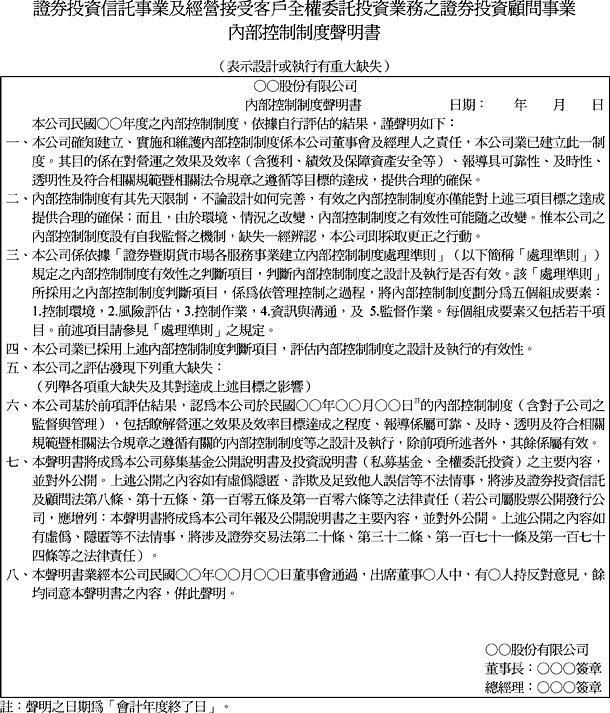 證券投資信託事業及經營接受客戶全權委託投資業務之證券投資顧問事業
內部控制制度聲明書
（表示設計或執行有重大缺失）
○○股份有限公司
內部控制制度聲明書　日期：　年　月　日
本公司民國○○年度之內部控制制度，依據自行評估的結果，謹聲明如下：
一、本公司確知建立、實施和維護內部控制制度係本公司董事會及經理人之責任，本公司業已建立此一制
度。其目的係在對營運之效果及效率（含獲利、績效及保障資產安全等）、報導具可靠性、及時性、
透明性及符合相關規範暨相關法令規章之遵循等目標的達成，提供合理的確保。
二、內部控制制度有其先天限制，不論設計如何完善，有效之內部控制制度亦僅能對上述三項目標之達成
提供合理的確保；而且，由於環境、情況之改變，內部控制制度之有效性可能隨之改變。惟本公司之
內部控制制度設有自我監督之機制，缺失一經辨認，本公司即採取更正之行動。
三、本公司係依據「證券暨期貨市場各服務事業建立內部控制制度處理準則」（以下簡稱「處理準則」）
規定之內部控制制度有效性之判斷項目，判斷內部控制制度之設計及執行是否有效。該「處理準則」
所採用之內部控制制度判斷項目，係為依管理控制之過程，將內部控制制度劃分為五個組成要素：
1.控制環境，2.風險評估，3.控制作業，4.資訊與溝通，及 5.監督作業。每個組成要素又包括若干項
目。前述項目請參見「處理準則」之規定。
四、本公司業已採用上述內部控制制度判斷項目，評估內部控制制度之設計及執行的有效性。
五、本公司之評估發現下列重大缺失：
（列舉各項重大缺失及其對達成上述目標之影響）
六、本公司基於前項評估結果，認為本公司於民國○○年○○月○○日註的內部控制制度（含對子公司之
監督與管理），包括瞭解營運之效果及效率目標達成之程度、報導係屬可靠、及時、透明及符合相關
規範暨相關法令規章之遵循有關的內部控制制度等之設計及執行，除前項所述者外，其餘係屬有效。
七、本聲明書將成為本公司募集基金公開說明書及投資說明書（私募基金、全權委託投資）之主要內容，
並對外公開。上述公開之內容如有虛偽隱匿、詐欺及足致他人誤信等不法情事，將涉及證券投資信託
及顧問法第八條、第十五條、第一百零五條及第一百零六條等之法律責任（若公司屬股票公開發行公
司，應增列：本聲明書將成為本公司年報及公開說明書之主要內容，並對外公開。上述公開之內容如
有虛偽、隱匿等不法情事，將涉及證券交易法第二十條、第三十二條、第一百七十一條及第一百七十
四條等之法律責任）。
八、本聲明書業經本公司民國○○年○○月○○日董事會通過，出席董事○人中，有○人持反對意見，餘
均同意本聲明書之內容，併此聲明。
○○股份有限公司
董事長：○○○簽章
總經理：○○○簽章
註：聲明之日期為「會計年度終了日」。